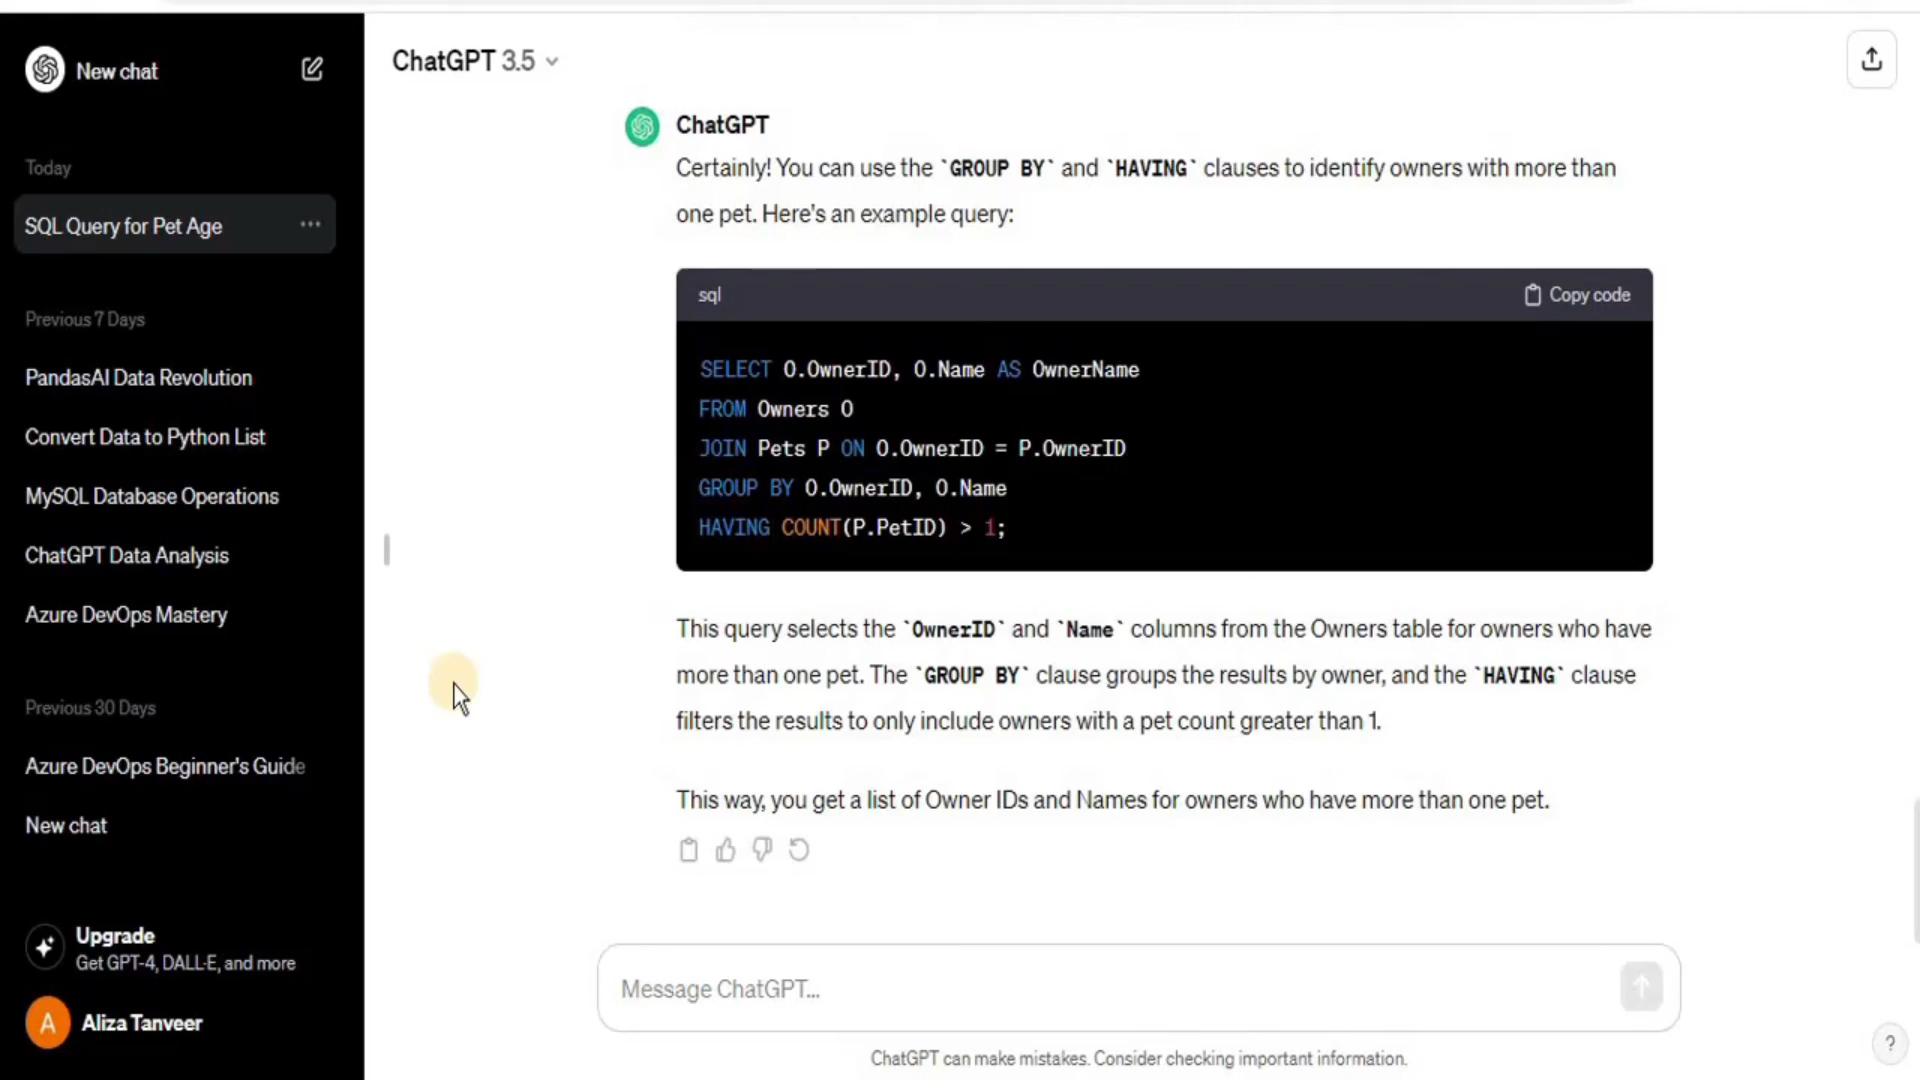 New chat
Today
SQL Query for Pet Age
Previous 7 Days
PandasAI Data Revolution
Convert Data to Python List
MySQL Database Operations
ChatGPT Data Analysis
Azure DevOps Mastery
Previous 30 Days
Azure DevOps Beginner's Guide
New chat
Upgrade
Get GPT-4, DALL·E, and more
A
Aliza Tanveer
ChatGPT 3.5
ChatGPT
Certainly! You can use the `GROUP BY` and `HAVING` clauses to identify owners with more than
one pet. Here's an example query:
sql
Copy code
SELECT O.OwnerID, O.Name AS OwnerName
FROM Owners O
JOIN Pets P ON O.OwnerID = P.OwnerID
GROUP BY O.OwnerID, O.Name
HAVING COUNT(P.PetID) > 1;
This query selects the `OwnerID` and `Name` columns from the Owners table for owners who have
more than one pet. The `GROUP BY` clause groups the results by owner, and the `HAVING` clause
filters the results to only include owners with a pet count greater than 1.
This way, you get a list of Owner IDs and Names for owners who have more than one pet.
Message ChatGPT...
ChatGPT can make mistakes. Consider checking important information.
?